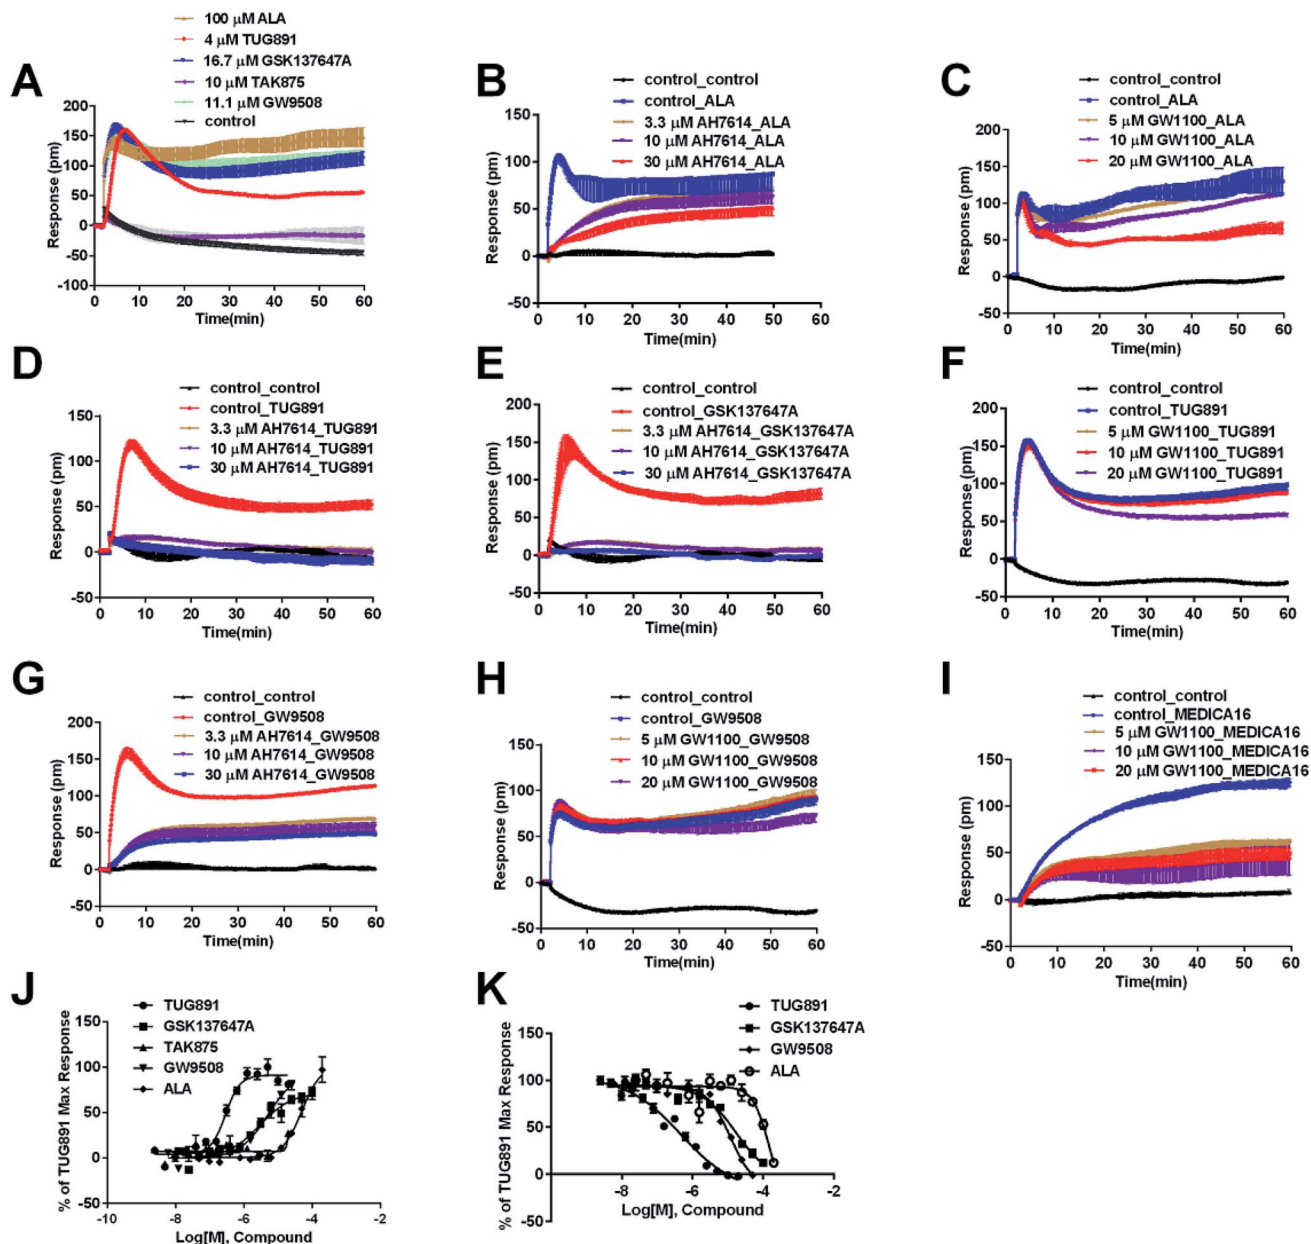 A
100 μM ALA
4 μM TUG891
16.7 μM GSK137647A
10 μM TAK875
11.1 μM GW9508
control
Response (pm)
200
150
100
50
0
-50
-100
0 10 20 30 40 50 60
Time(min)
B
control_control
control_ALA
3.3 μM AH7614_ALA
10 μM AH7614_ALA
30 μM AH7614_ALA
Response (pm)
150
100
50
0
-50
0 10 20 30 40 50 60
Time(min)
C
control_control
control_ALA
5 μM GW1100_ALA
10 μM GW1100_ALA
20 μM GW1100_ALA
Response (pm)
200
150
100
50
0
-50
0 10 20 30 40 50 60
Time(min)
D
control_control
control_TUG891
3.3 μM AH7614_TUG891
10 μM AH7614_TUG891
30 μM AH7614_TUG891
Response (pm)
150
100
50
0
-50
0 10 20 30 40 50 60
Time(min)
E
control_control
control_GSK137647A
3.3 μM AH7614_GSK137647A
10 μM AH7614_GSK137647A
30 μM AH7614_GSK137647A
Response (pm)
200
150
100
50
0
-50
0 10 20 30 40 50 60
Time(min)
F
control_control
control_TUG891
5 μM GW1100_TUG891
10 μM GW1100_TUG891
20 μM GW1100_TUG891
Response (pm)
200
150
100
50
0
-50
0 10 20 30 40 50 60
Time(min)
G
control_control
control_GW9508
3.3 μM AH7614_GW9508
10 μM AH7614_GW9508
30 μM AH7614_GW9508
Response (pm)
200
150
100
50
0
-50
0 10 20 30 40 50 60
Time(min)
H
control_control
control_GW9508
5 μM GW1100_GW9508
10 μM GW1100_GW9508
20 μM GW1100_GW9508
Response (pm)
150
100
50
0
-50
0 10 20 30 40 50 60
Time(min)
I
control_control
control_MEDICA16
5 μM GW1100_MEDICA16
10 μM GW1100_MEDICA16
20 μM GW1100_MEDICA16
Response (pm)
150
100
50
0
-50
0 10 20 30 40 50 60
Time(min)
J
TUG891
GSK137647A
TAK875
GW9508
ALA
% of TUG891 Max Response
150
100
50
0
-50
-10 -8 -6 -4 -2
Log[M], Compound
K
TUG891
GSK137647A
GW9508
ALA
% of TUG891 Max Response
150
100
50
0
-50
-8 -6 -4 -2
Log[M], Compound